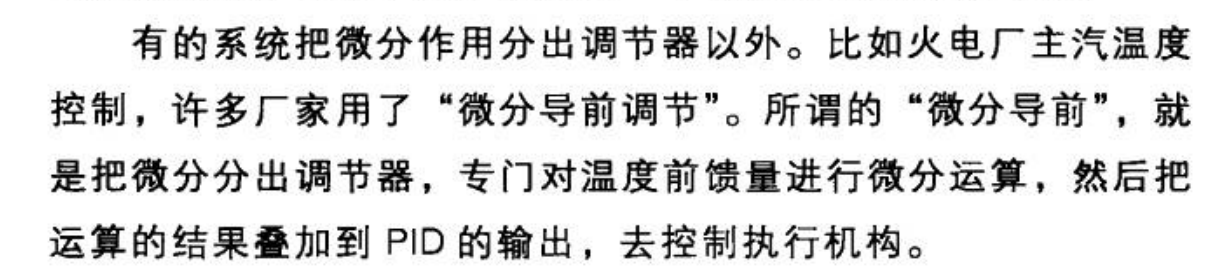 有的系统把微分作用分出调节器以外。比如火电厂主汽温度
控制，许多厂家用了“微分导前调节”。所谓的“微分导前”，就
是把微分分出调节器，专门对温度前馈量进行微分运算，然后把
运算的结果叠加到 PID 的输出，去控制执行机构。